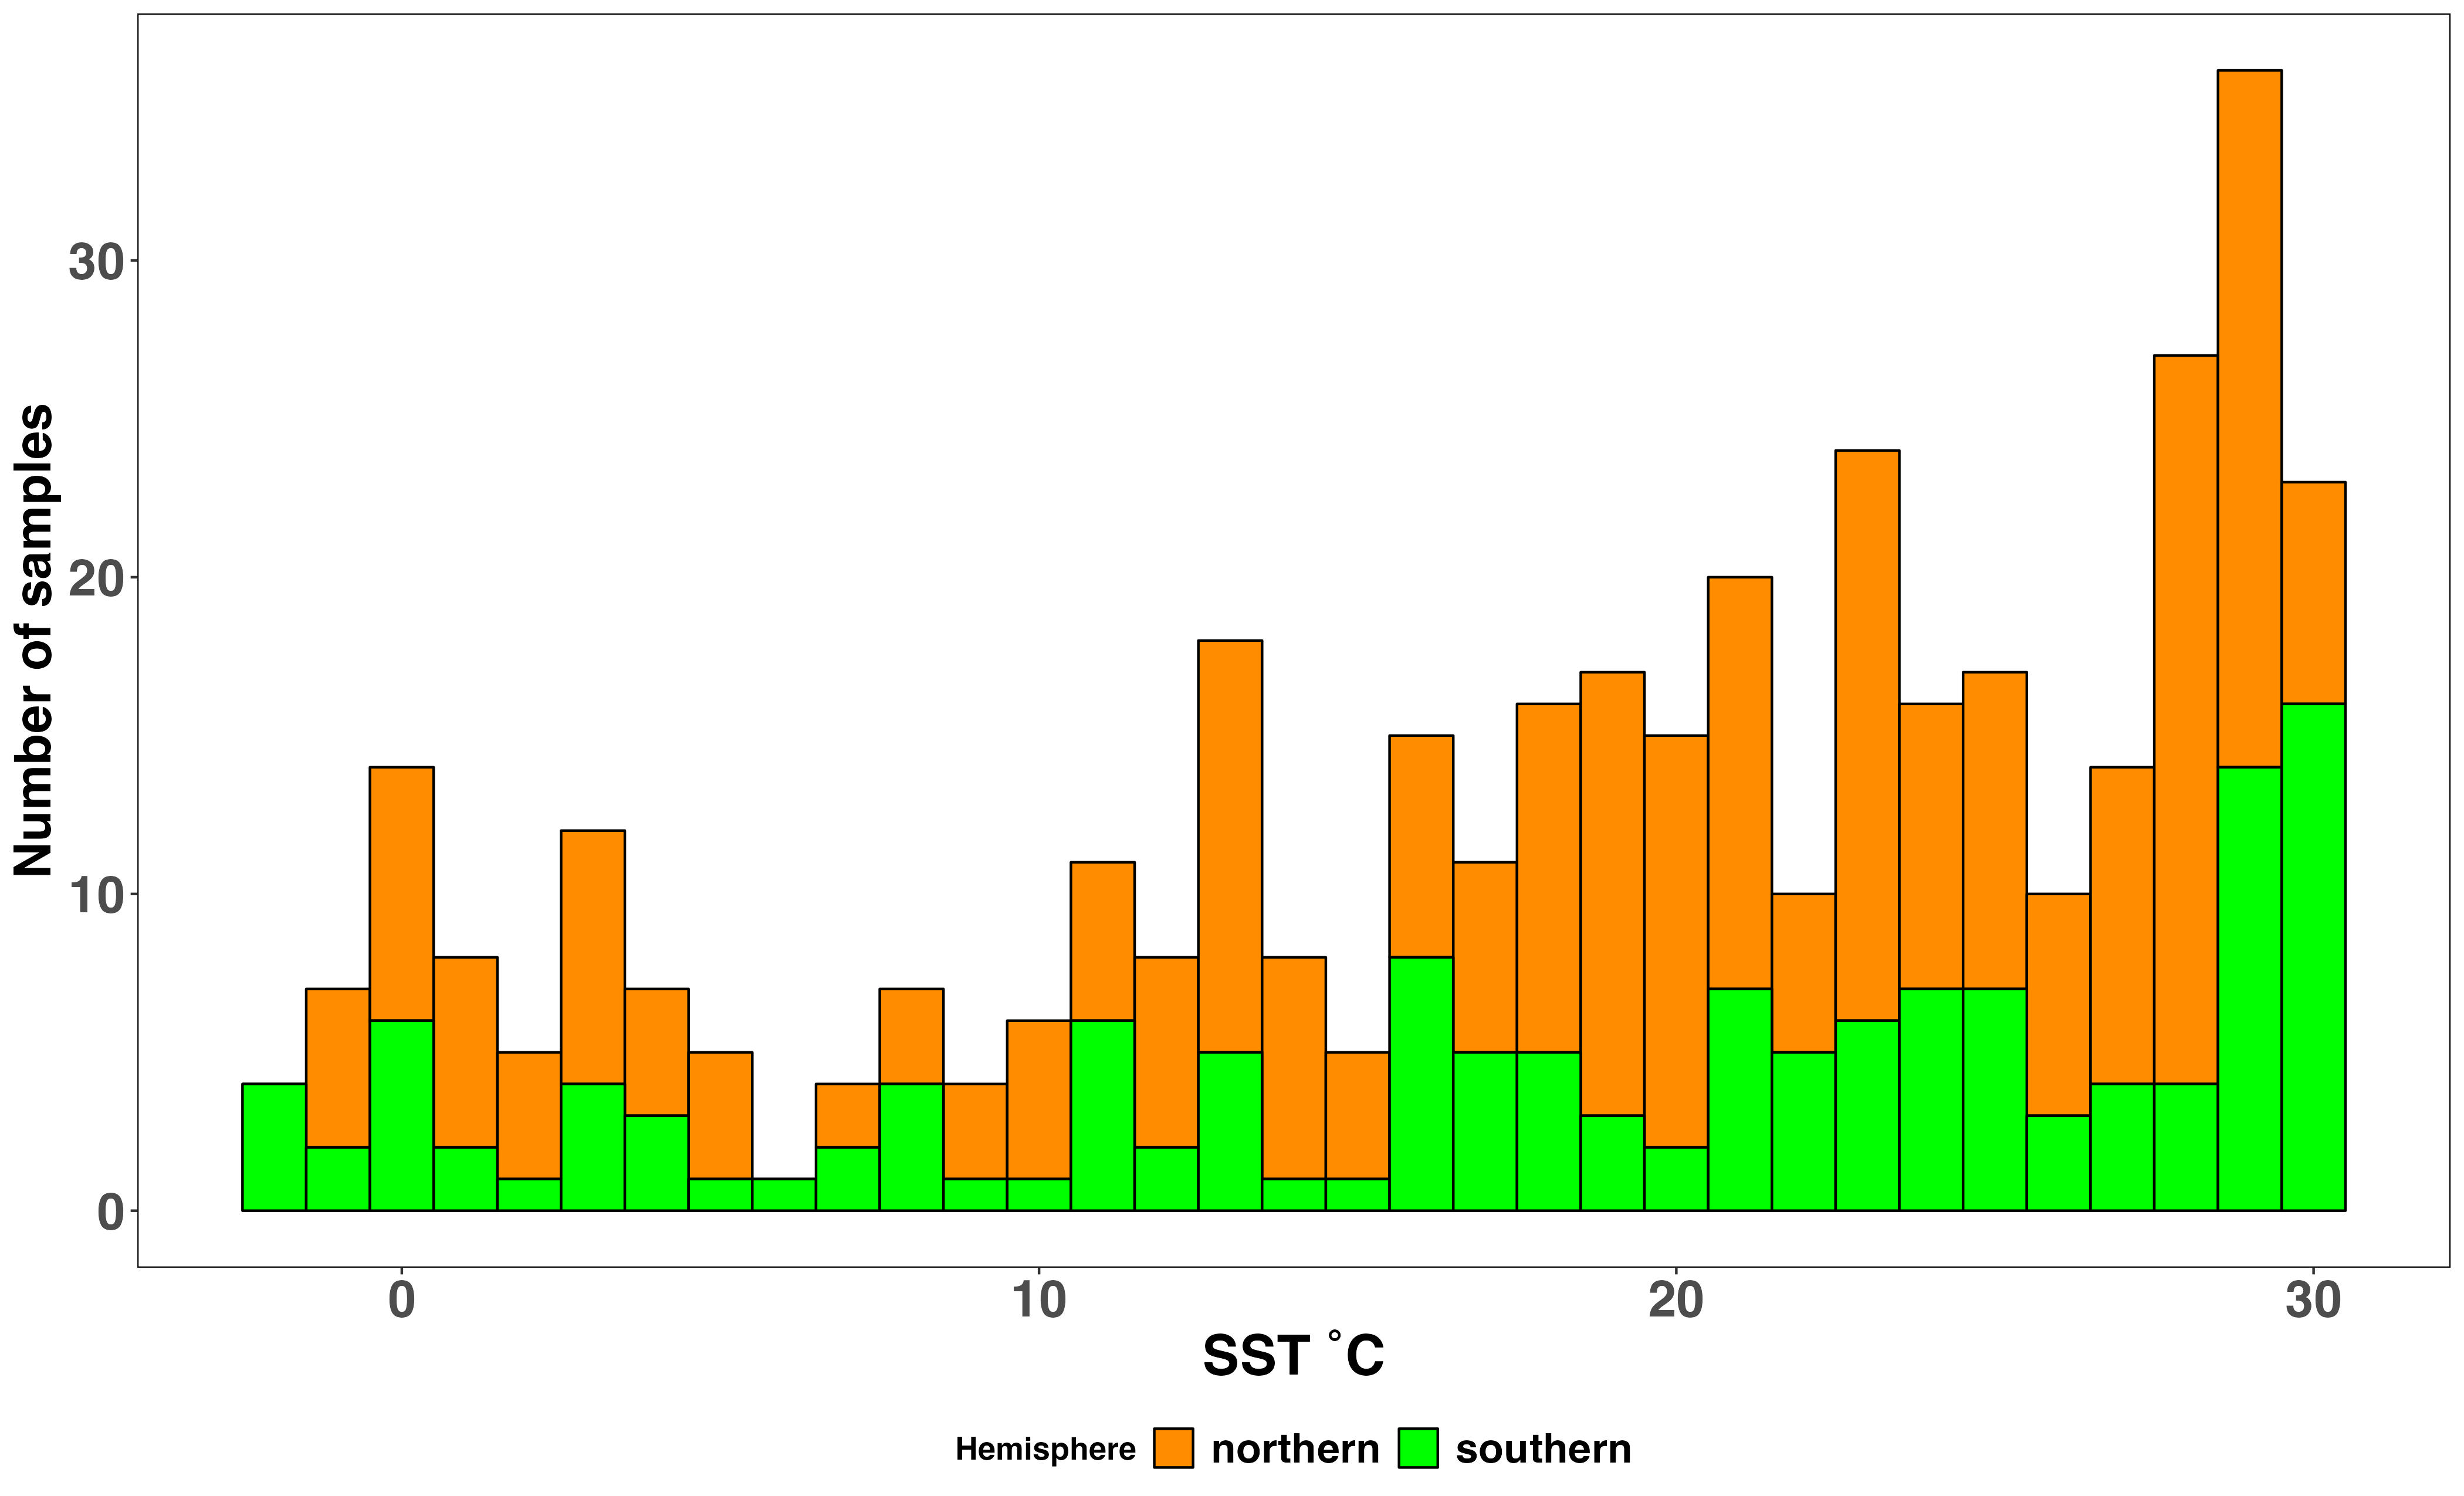 Number of samples
30
20
10
0
0 10 20 30
SST °C
Hemisphere northern southern